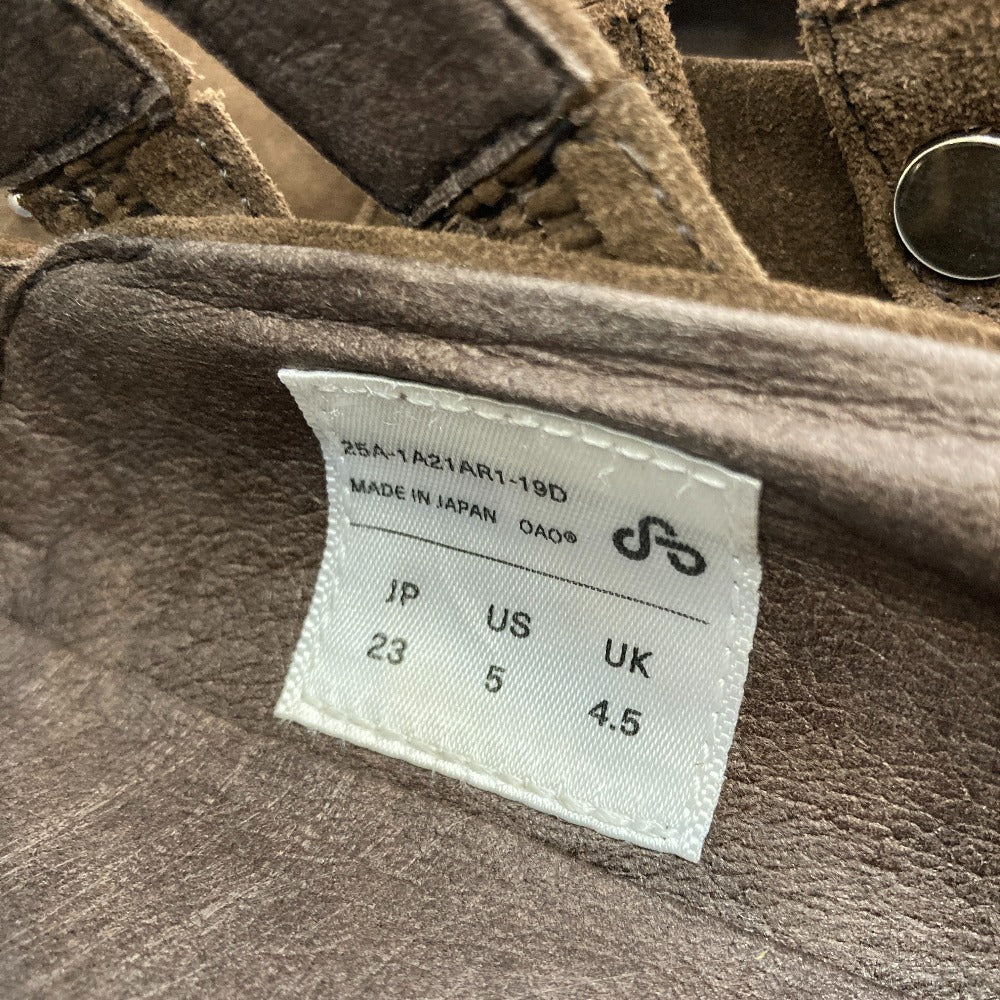 25A-1A21AR1-19D
MADE IN JAPAN OAO®
JP US UK
23 5 4.5